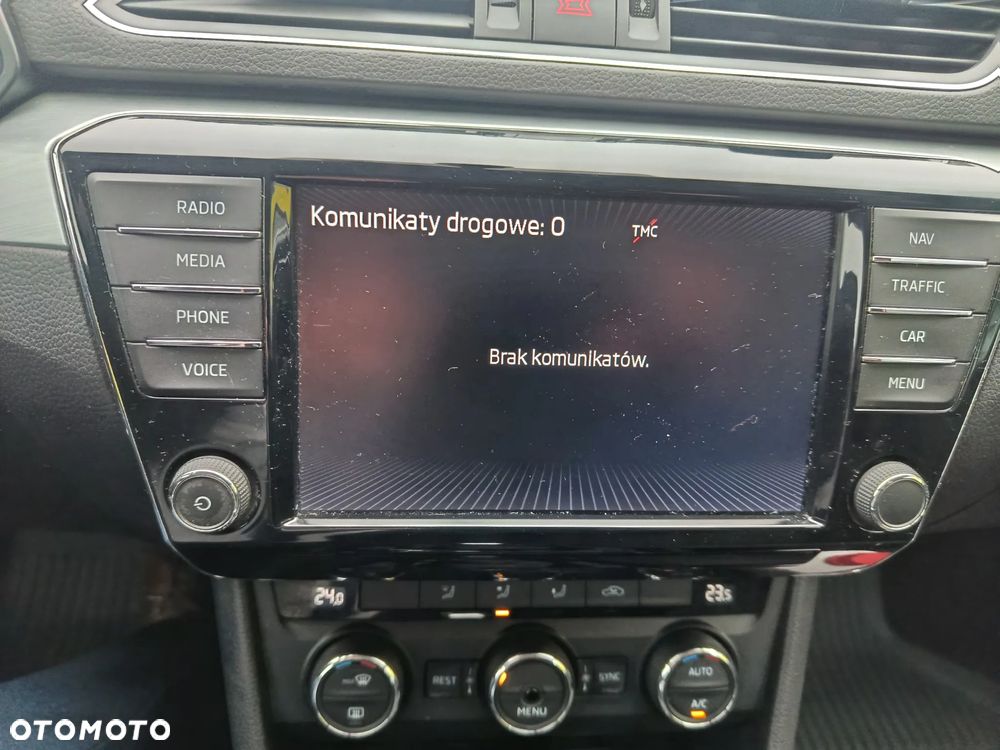 RADIO
MEDIA
PHONE
VOICE
Komunikaty drogowe: 0
TMC
Brak komunikatów.
NAV
TRAFFIC
CAR
MENU
24,0
23,5
REST
MENU
SYNC
AUTO
A/C
OTOMOTO